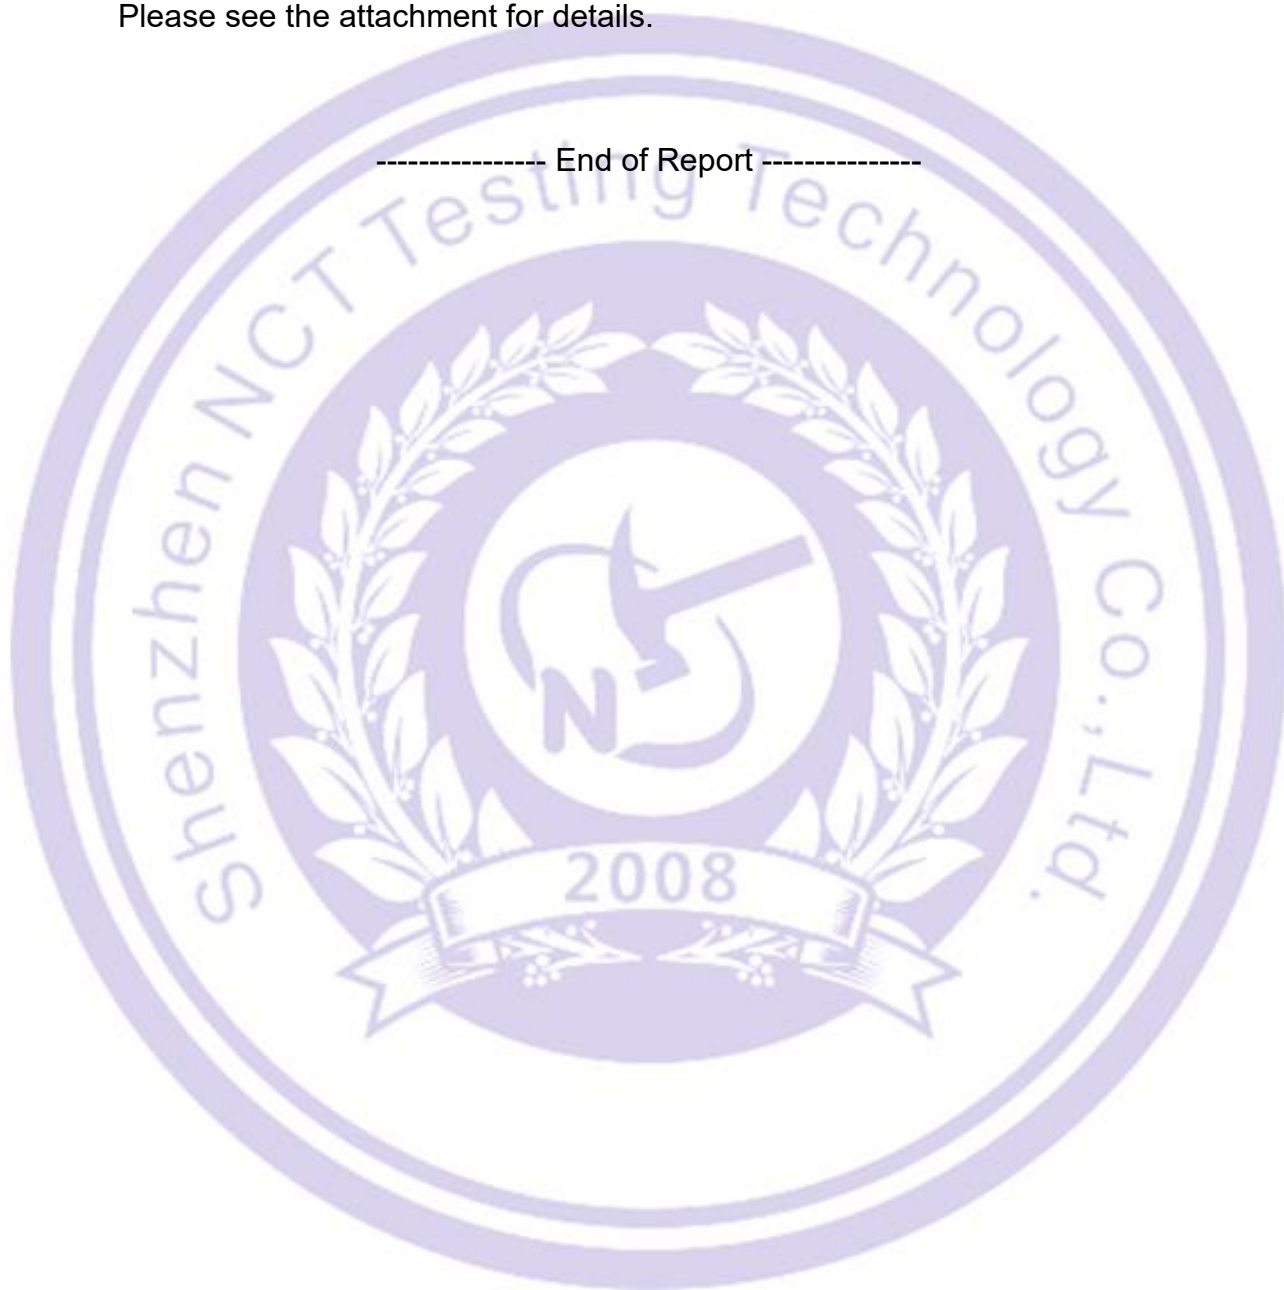 Please see the attachment for details.
---------------- End of Report ---------------
Shenzhen NCT Testing Technology Co.,Ltd.
N
2008